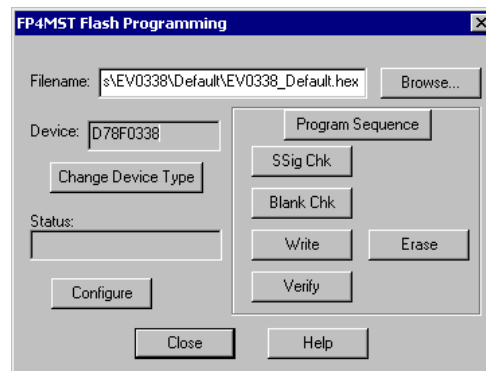 FP4MST Flash Programming
Filename: s\EV0338\Default\EV0338_Default.hex Browse...
Device: D78F0338
Program Sequence
Change Device Type
SSig Chk
Blank Chk
Status:
Write Erase
Configure
Verify
Close Help